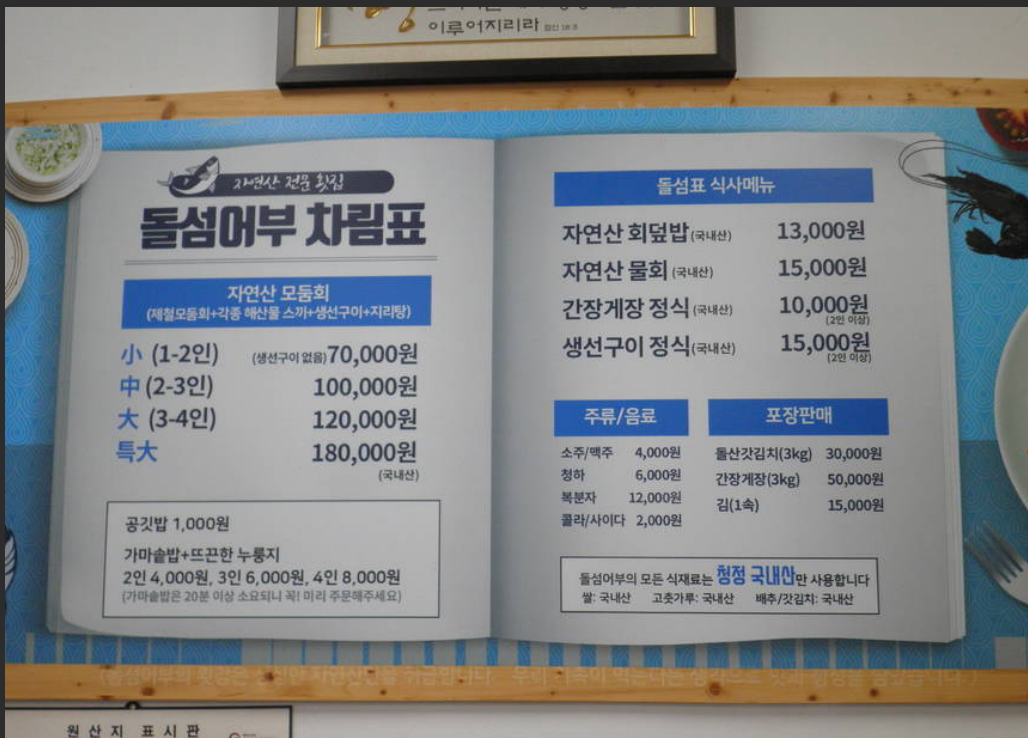 이루어지리라
자연산 전문 횟집
돌섬어부 차림표
자연산 모둠회
(제철모둠회+각종 해산물 스끼+생선구이+지리탕)
小 (1-2인) (생선구이 없음) 70,000원
中 (2-3인) 100,000원
大 (3-4인) 120,000원
특大 180,000원
(국내산)
공깃밥 1,000원
가마솥밥+뜨끈한 누룽지
2인 4,000원, 3인 6,000원, 4인 8,000원
(가마솥밥은 20분 이상 소요되니 꼭! 미리 주문해주세요)
돌섬표 식사메뉴
자연산 회덮밥(국내산) 13,000원
자연산 물회 (국내산) 15,000원
간장게장 정식(국내산) 10,000원
(2인 이상)
생선구이 정식(국내산) 15,000원
(2인 이상)
주류/음료
소주/맥주 4,000원
청하 6,000원
복분자 12,000원
콜라/사이다 2,000원
포장판매
돌산갓김치(3kg) 30,000원
간장게장(3kg) 50,000원
김(1속) 15,000원
돌섬어부의 모든 식재료는 청정 국내산만 사용합니다
쌀: 국내산 고춧가루: 국내산 배추/갓김치: 국내산
원산지 표시판